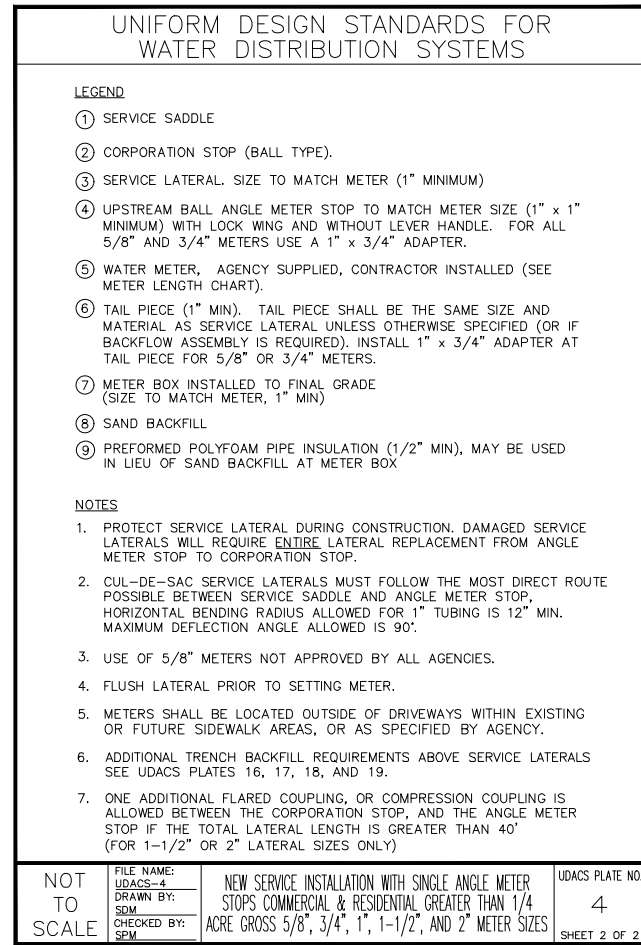 UNIFORM DESIGN STANDARDS FOR
WATER DISTRIBUTION SYSTEMS
LEGEND
1 SERVICE SADDLE
2 CORPORATION STOP (BALL TYPE).
3 SERVICE LATERAL. SIZE TO MATCH METER (1" MINIMUM)
4 UPSTREAM BALL ANGLE METER STOP TO MATCH METER SIZE (1" x 1"
MINIMUM) WITH LOCK WING AND WITHOUT LEVER HANDLE. FOR ALL
5/8" AND 3/4" METERS USE A 1" x 3/4" ADAPTER.
5 WATER METER, AGENCY SUPPLIED, CONTRACTOR INSTALLED (SEE
METER LENGTH CHART).
6 TAIL PIECE (1" MIN). TAIL PIECE SHALL BE THE SAME SIZE AND
MATERIAL AS SERVICE LATERAL UNLESS OTHERWISE SPECIFIED (OR IF
BACKFLOW ASSEMBLY IS REQUIRED). INSTALL 1" x 3/4" ADAPTER AT
TAIL PIECE FOR 5/8" OR 3/4" METERS.
7 METER BOX INSTALLED TO FINAL GRADE
(SIZE TO MATCH METER, 1" MIN)
8 SAND BACKFILL
9 PREFORMED POLYFOAM PIPE INSULATION (1/2" MIN), MAY BE USED
IN LIEU OF SAND BACKFILL AT METER BOX
NOTES
1. PROTECT SERVICE LATERAL DURING CONSTRUCTION. DAMAGED SERVICE
LATERALS WILL REQUIRE ENTIRE LATERAL REPLACEMENT FROM ANGLE
METER STOP TO CORPORATION STOP.
2. CUL-DE-SAC SERVICE LATERALS MUST FOLLOW THE MOST DIRECT ROUTE
POSSIBLE BETWEEN SERVICE SADDLE AND ANGLE METER STOP,
HORIZONTAL BENDING RADIUS ALLOWED FOR 1" TUBING IS 12" MIN.
MAXIMUM DEFLECTION ANGLE ALLOWED IS 90°.
3. USE OF 5/8" METERS NOT APPROVED BY ALL AGENCIES.
4. FLUSH LATERAL PRIOR TO SETTING METER.
5. METERS SHALL BE LOCATED OUTSIDE OF DRIVEWAYS WITHIN EXISTING
OR FUTURE SIDEWALK AREAS, OR AS SPECIFIED BY AGENCY.
6. ADDITIONAL TRENCH BACKFILL REQUIREMENTS ABOVE SERVICE LATERALS
SEE UDACS PLATES 16, 17, 18, AND 19.
7. ONE ADDITIONAL FLARED COUPLING, OR COMPRESSION COUPLING IS
ALLOWED BETWEEN THE CORPORATION STOP, AND THE ANGLE METER
STOP IF THE TOTAL LATERAL LENGTH IS GREATER THAN 40'
(FOR 1-1/2" OR 2" LATERAL SIZES ONLY)
NOT
TO
SCALE
FILE NAME:
UDACS-4
DRAWN BY:
SDM
CHECKED BY:
SPM
NEW SERVICE INSTALLATION WITH SINGLE ANGLE METER
STOPS COMMERCIAL & RESIDENTIAL GREATER THAN 1/4
ACRE GROSS 5/8", 3/4", 1", 1-1/2", AND 2" METER SIZES
UDACS PLATE NO.
4
SHEET 2 OF 2